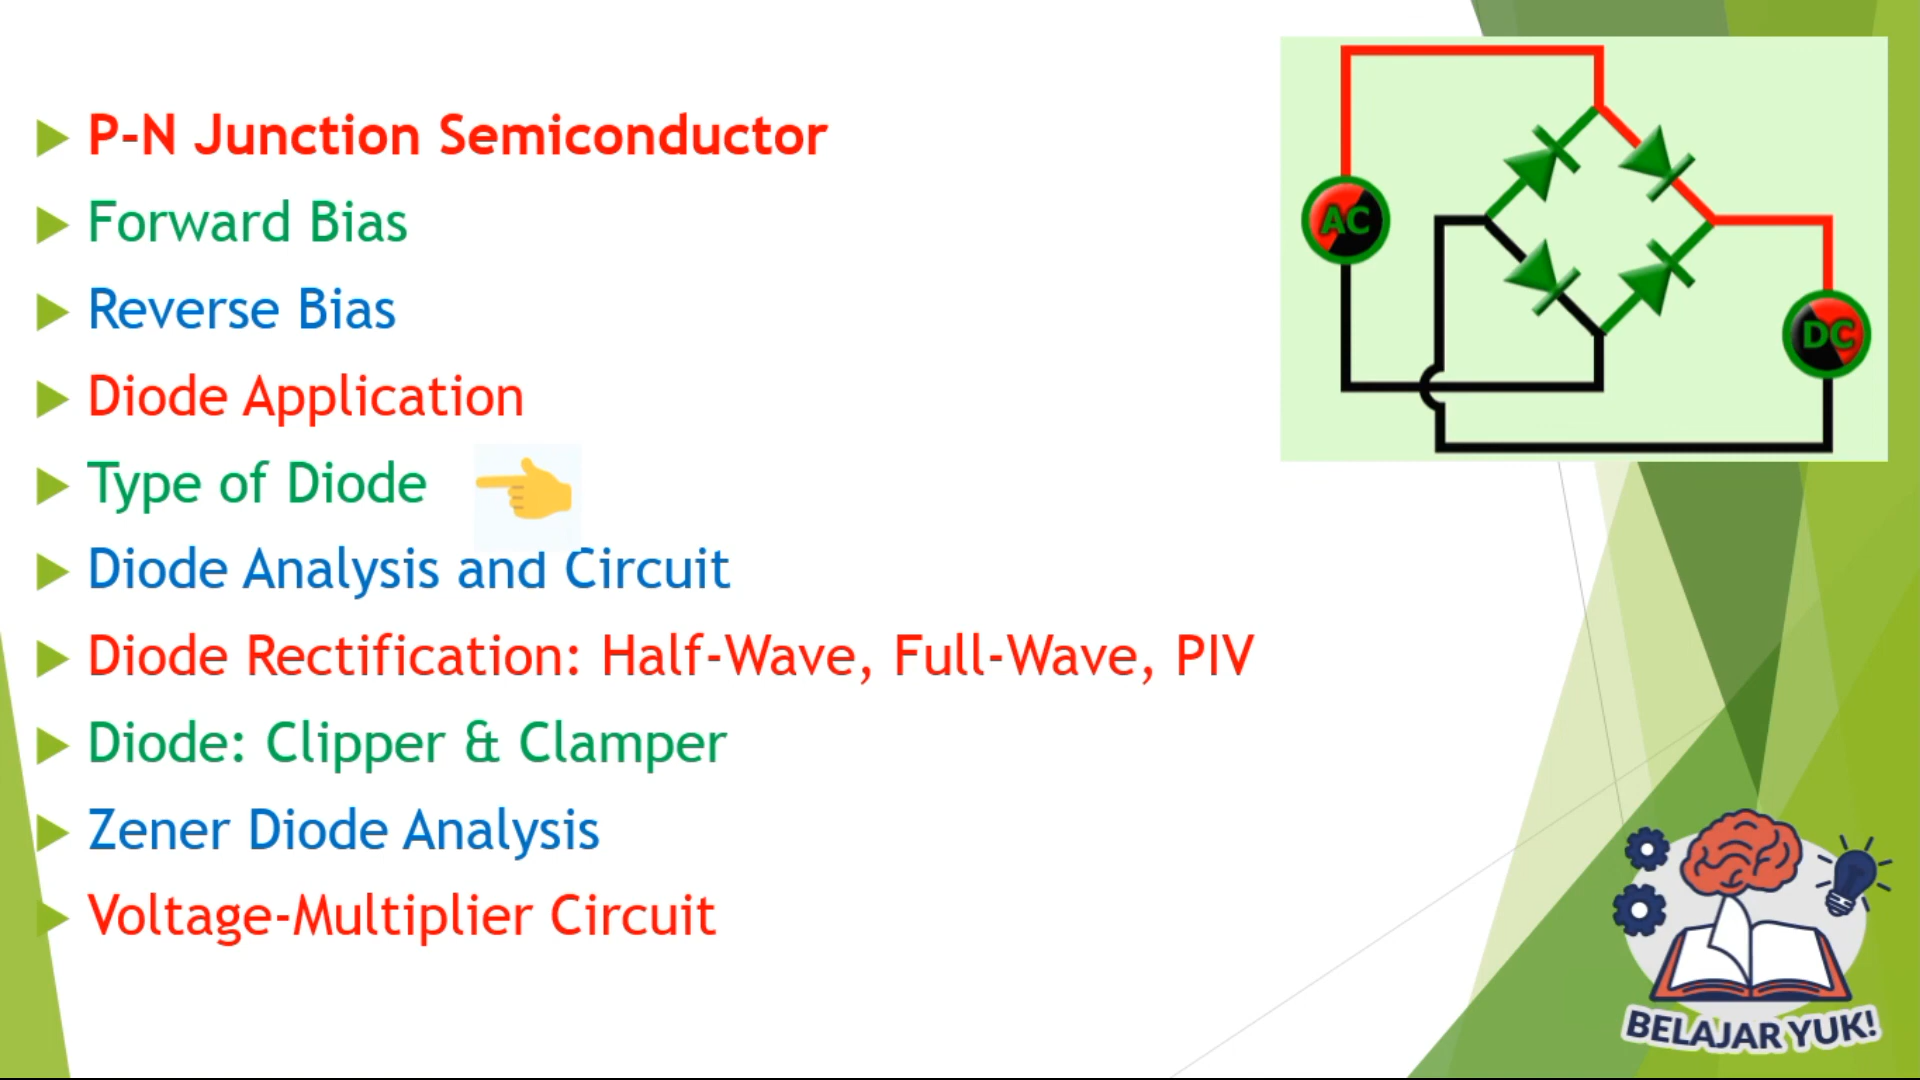 P-N Junction Semiconductor
Forward Bias
Reverse Bias
Diode Application
Type of Diode
Diode Analysis and Circuit
Diode Rectification: Half-Wave, Full-Wave, PIV
Diode: Clipper & Clamper
Zener Diode Analysis
Voltage-Multiplier Circuit
AC
DC
BELAJAR YUK!